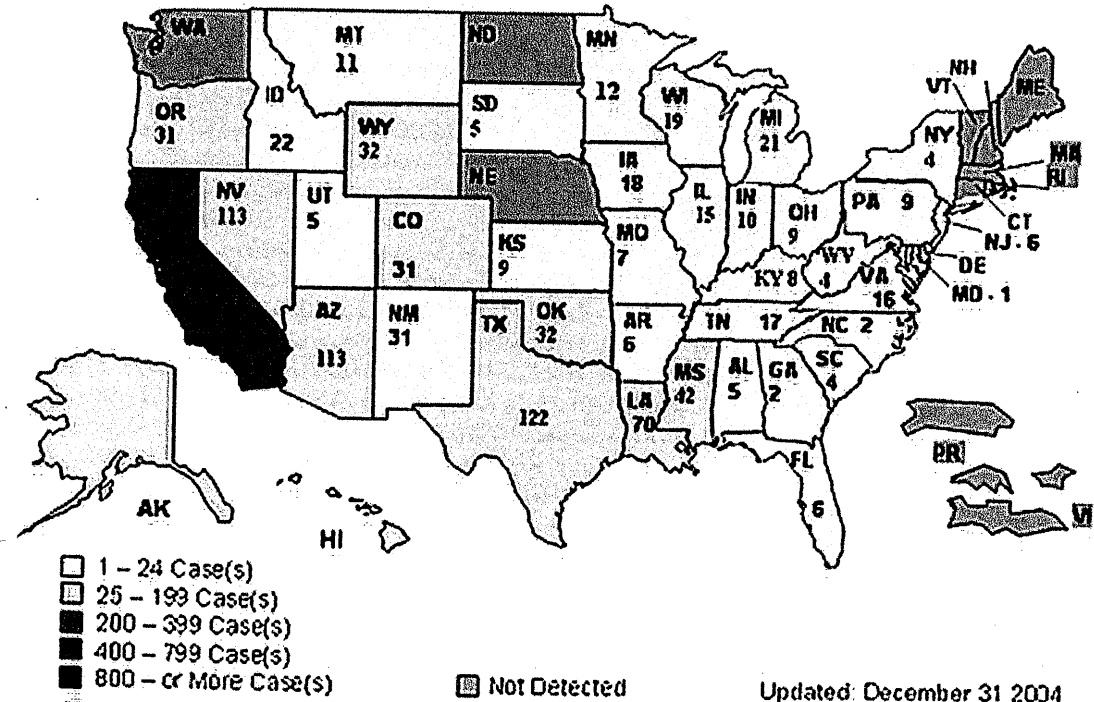 WA
MT
11
ND
MN
12
OR
31
ID
22
WY
32
SD
5
WI
19
MI
21
NH
VT
ME
NY
4
MA
RI
CT
NJ - 6
DE
MD - 1
NE
IA
18
NV
113
UT
5
CO
31
KS
9
MO
7
IL
15
IN
10
OH
9
PA 9
WV
4
VA
16
KY 8
AZ
113
NM
31
TX
122
OK
32
AR
6
TN 17
NC 2
SC
4
MS
42
AL
5
GA
2
LA
70
FL
6
AK
HI
PR
VI
1 – 24 Case(s)
25 – 199 Case(s)
200 – 399 Case(s)
400 – 799 Case(s)
800 – or More Case(s)
Not Detected
Updated: December 31 2004